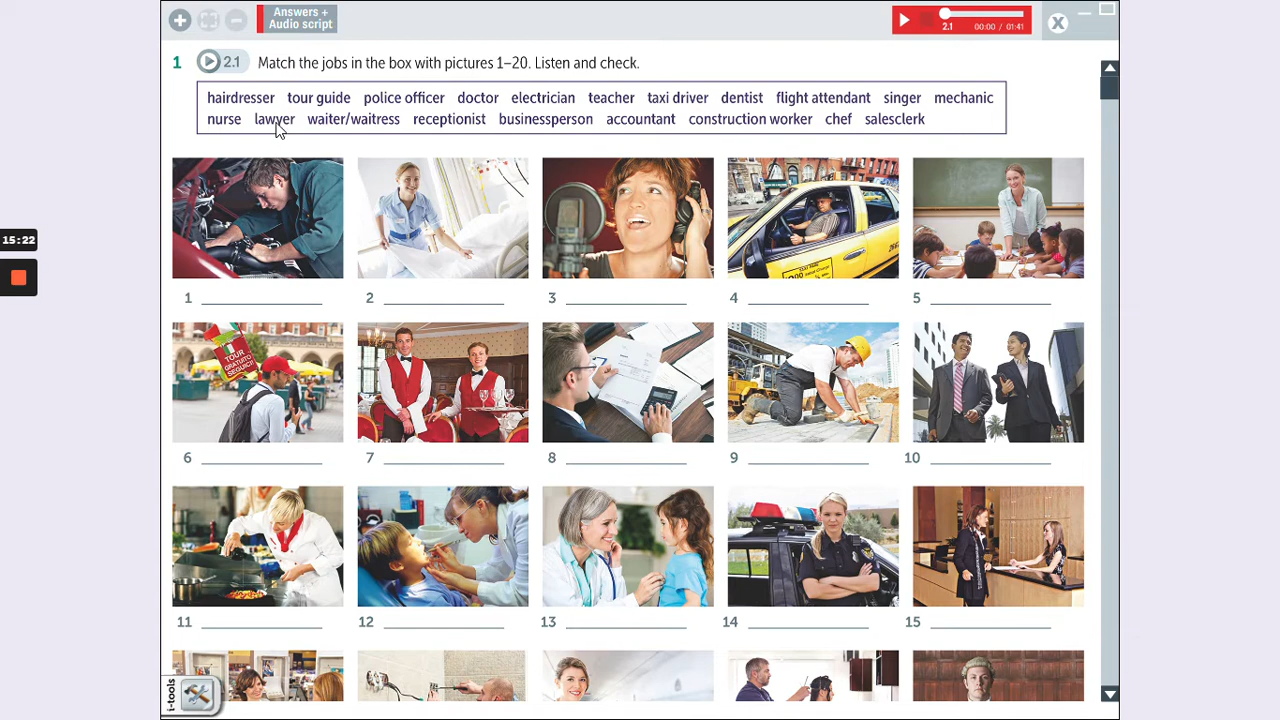 Answers +
Audio script
2.1 00:00 / 01:41
X
1 2.1 Match the jobs in the box with pictures 1–20. Listen and check.
hairdresser tour guide police officer doctor electrician teacher taxi driver dentist flight attendant singer mechanic
nurse lawyer waiter/waitress receptionist businessperson accountant construction worker chef salesclerk
15:22
1 2 3 4 5
TOUR
GRATUITO
6 7 8 9 10
11 12 13 14 15
i-tools